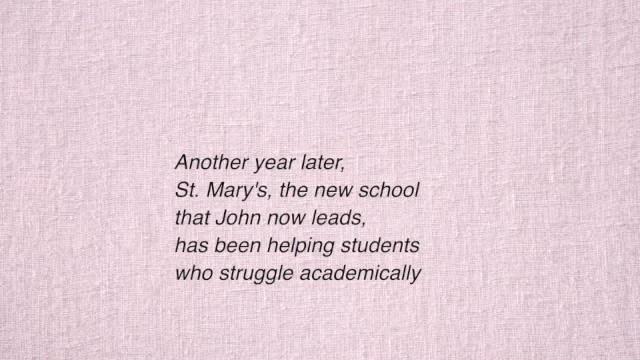 Another year later,
St. Mary's, the new school
that John now leads,
has been helping students
who struggle academically